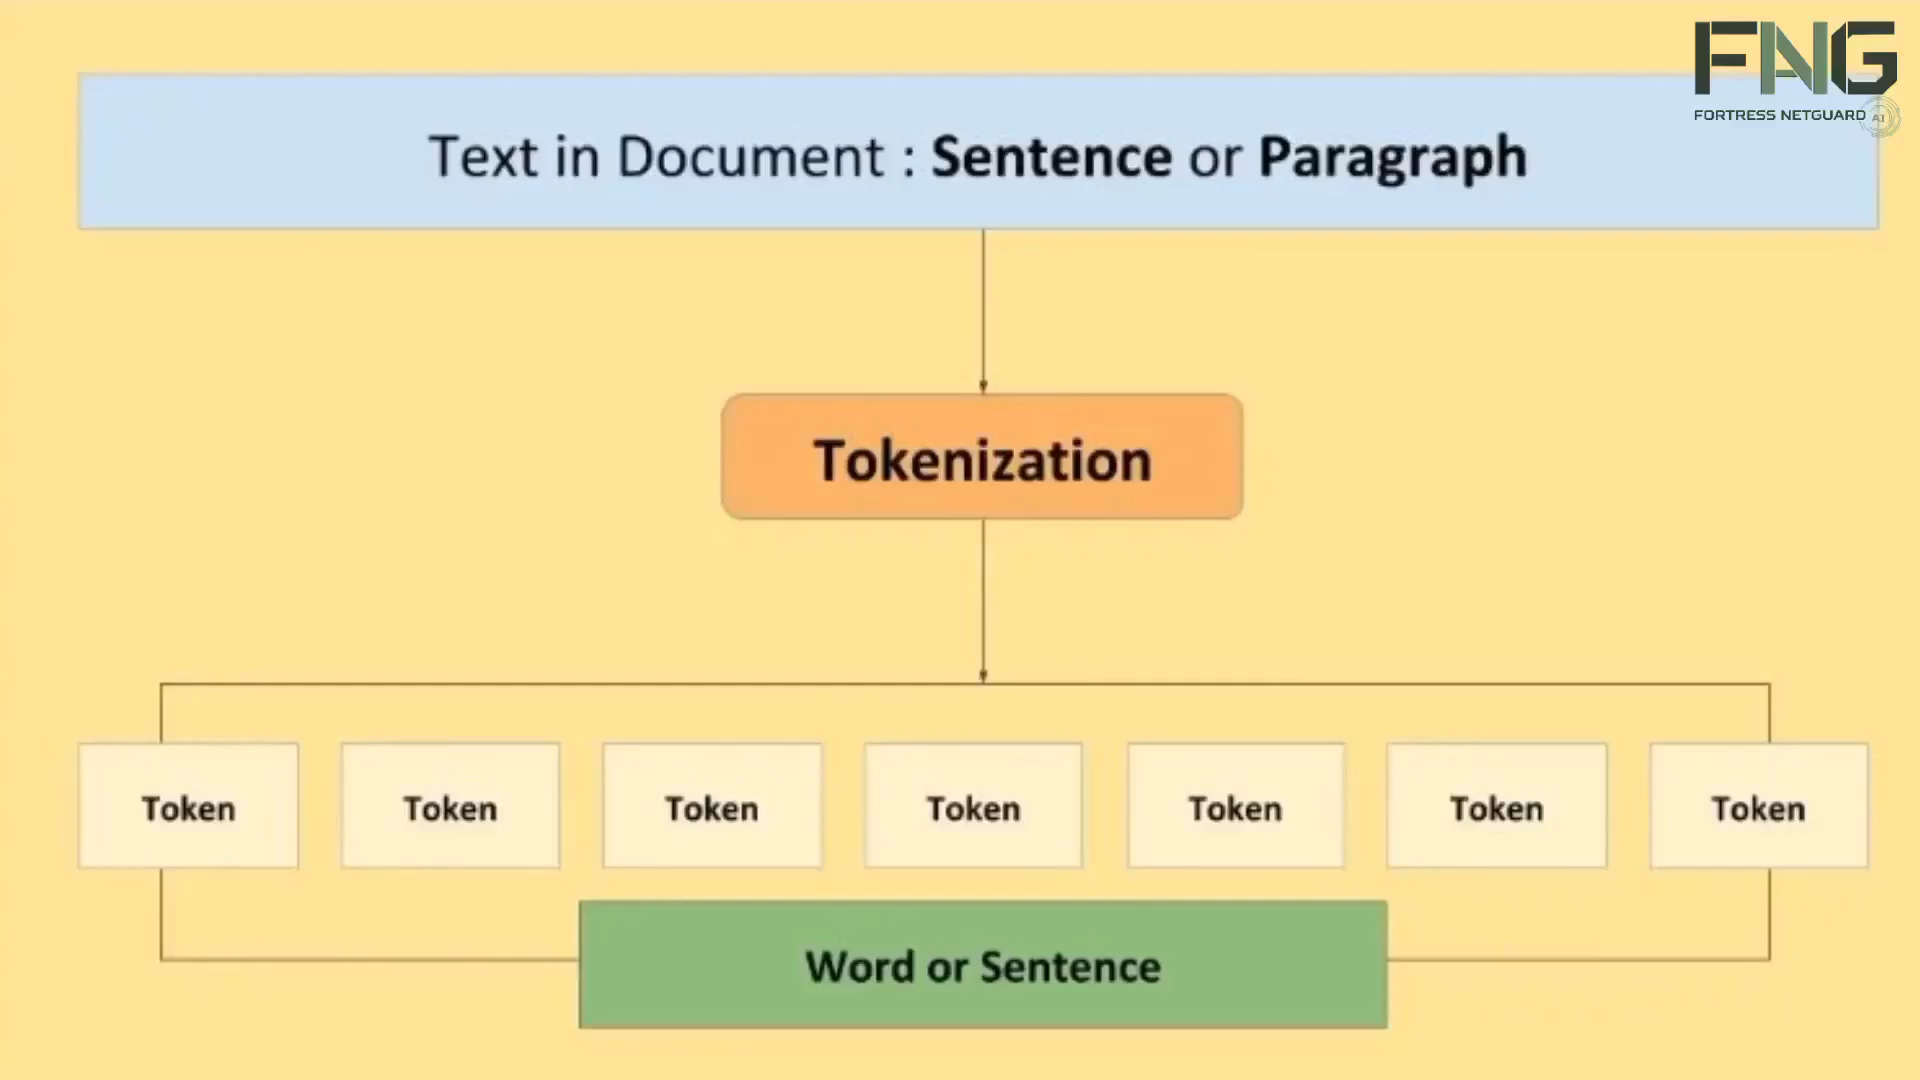 FNG
FORTRESS NETGUARD AI
Text in Document : Sentence or Paragraph
Tokenization
Token Token Token Token Token Token Token
Word or Sentence